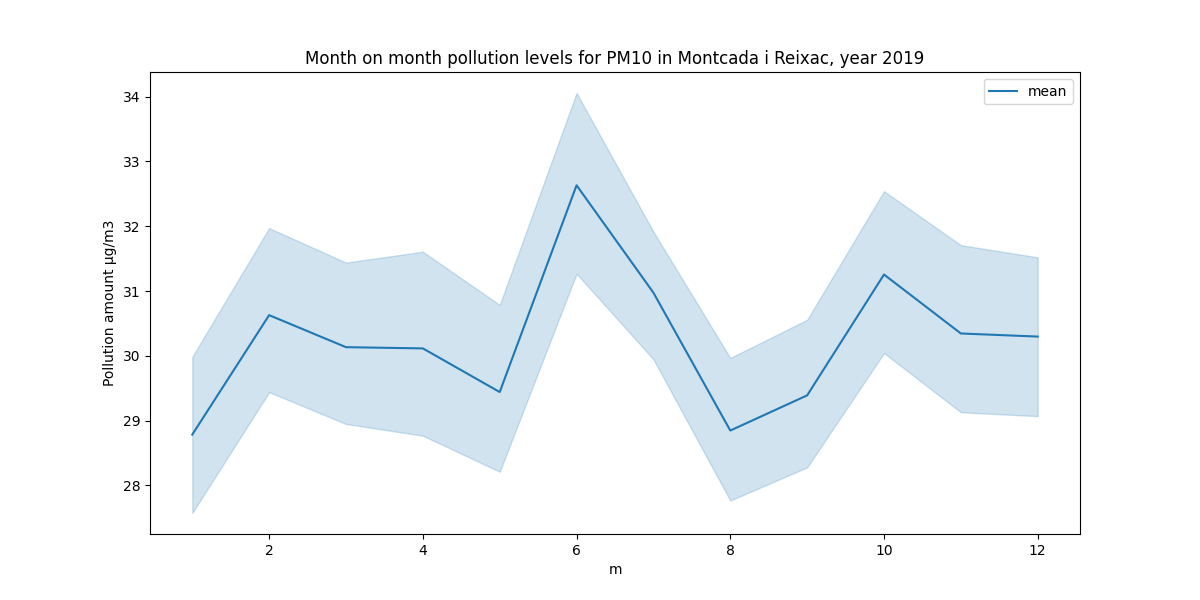 Month on month pollution levels for PM10 in Montcada i Reixac, year 2019
mean
Pollution amount µg/m3
34
33
32
31
30
29
28
2 4 6 8 10 12
m